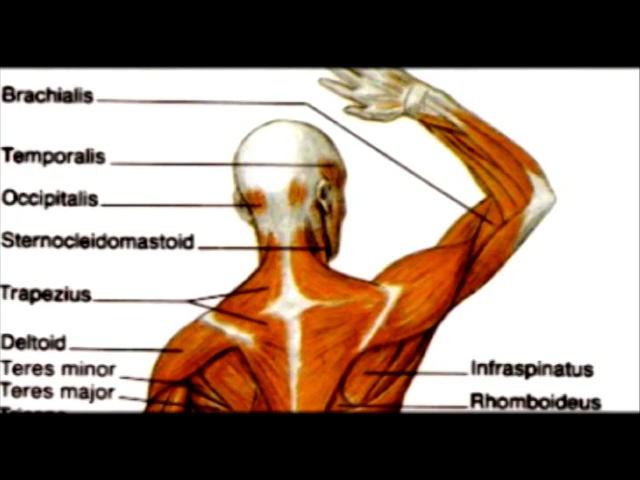 Brachialis
Temporalis
Occipitalis
Sternocleidomastoid
Trapezius
Deltoid
Teres minor
Teres major
Infraspinatus
Rhomboideus